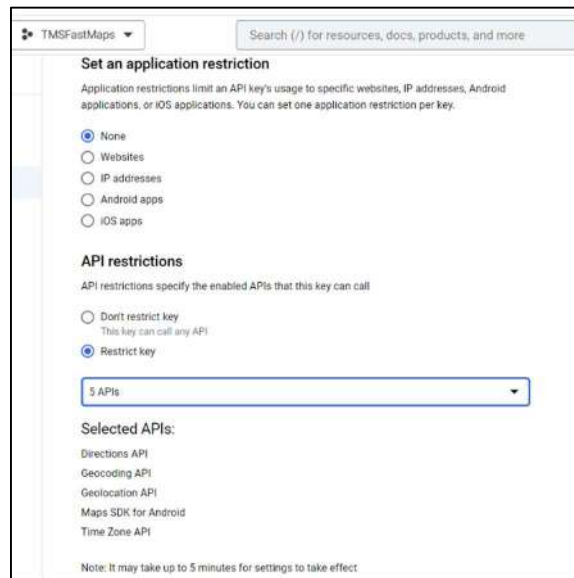 TMSFastMaps
Search (/) for resources, docs, products, and more
Set an application restriction
Application restrictions limit an API key's usage to specific websites, IP addresses, Android
applications, or iOS applications. You can set one application restriction per key.
None
Websites
IP addresses
Android apps
iOS apps
API restrictions
API restrictions specify the enabled APIs that this key can call
Don't restrict key
This key can call any API
Restrict key
5 APIs
Selected APIs:
Directions API
Geocoding API
Geolocation API
Maps SDK for Android
Time Zone API
Note: It may take up to 5 minutes for settings to take effect